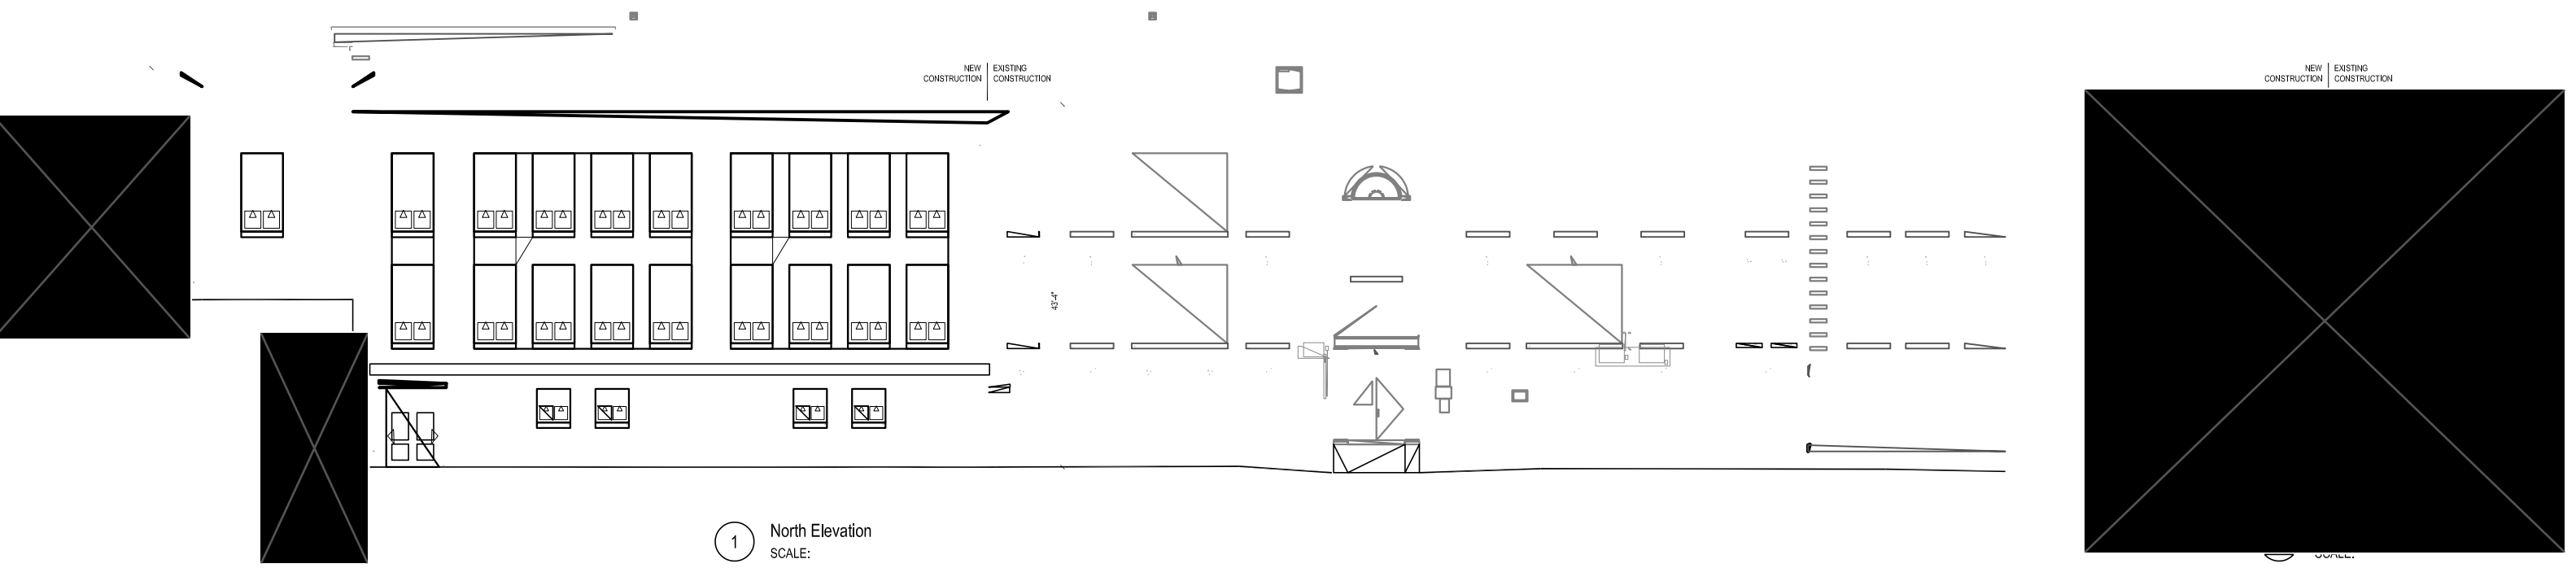 NEW EXISTING
CONSTRUCTION CONSTRUCTION
NEW EXISTING
CONSTRUCTION CONSTRUCTION
43'-4"
1
North Elevation
SCALE: